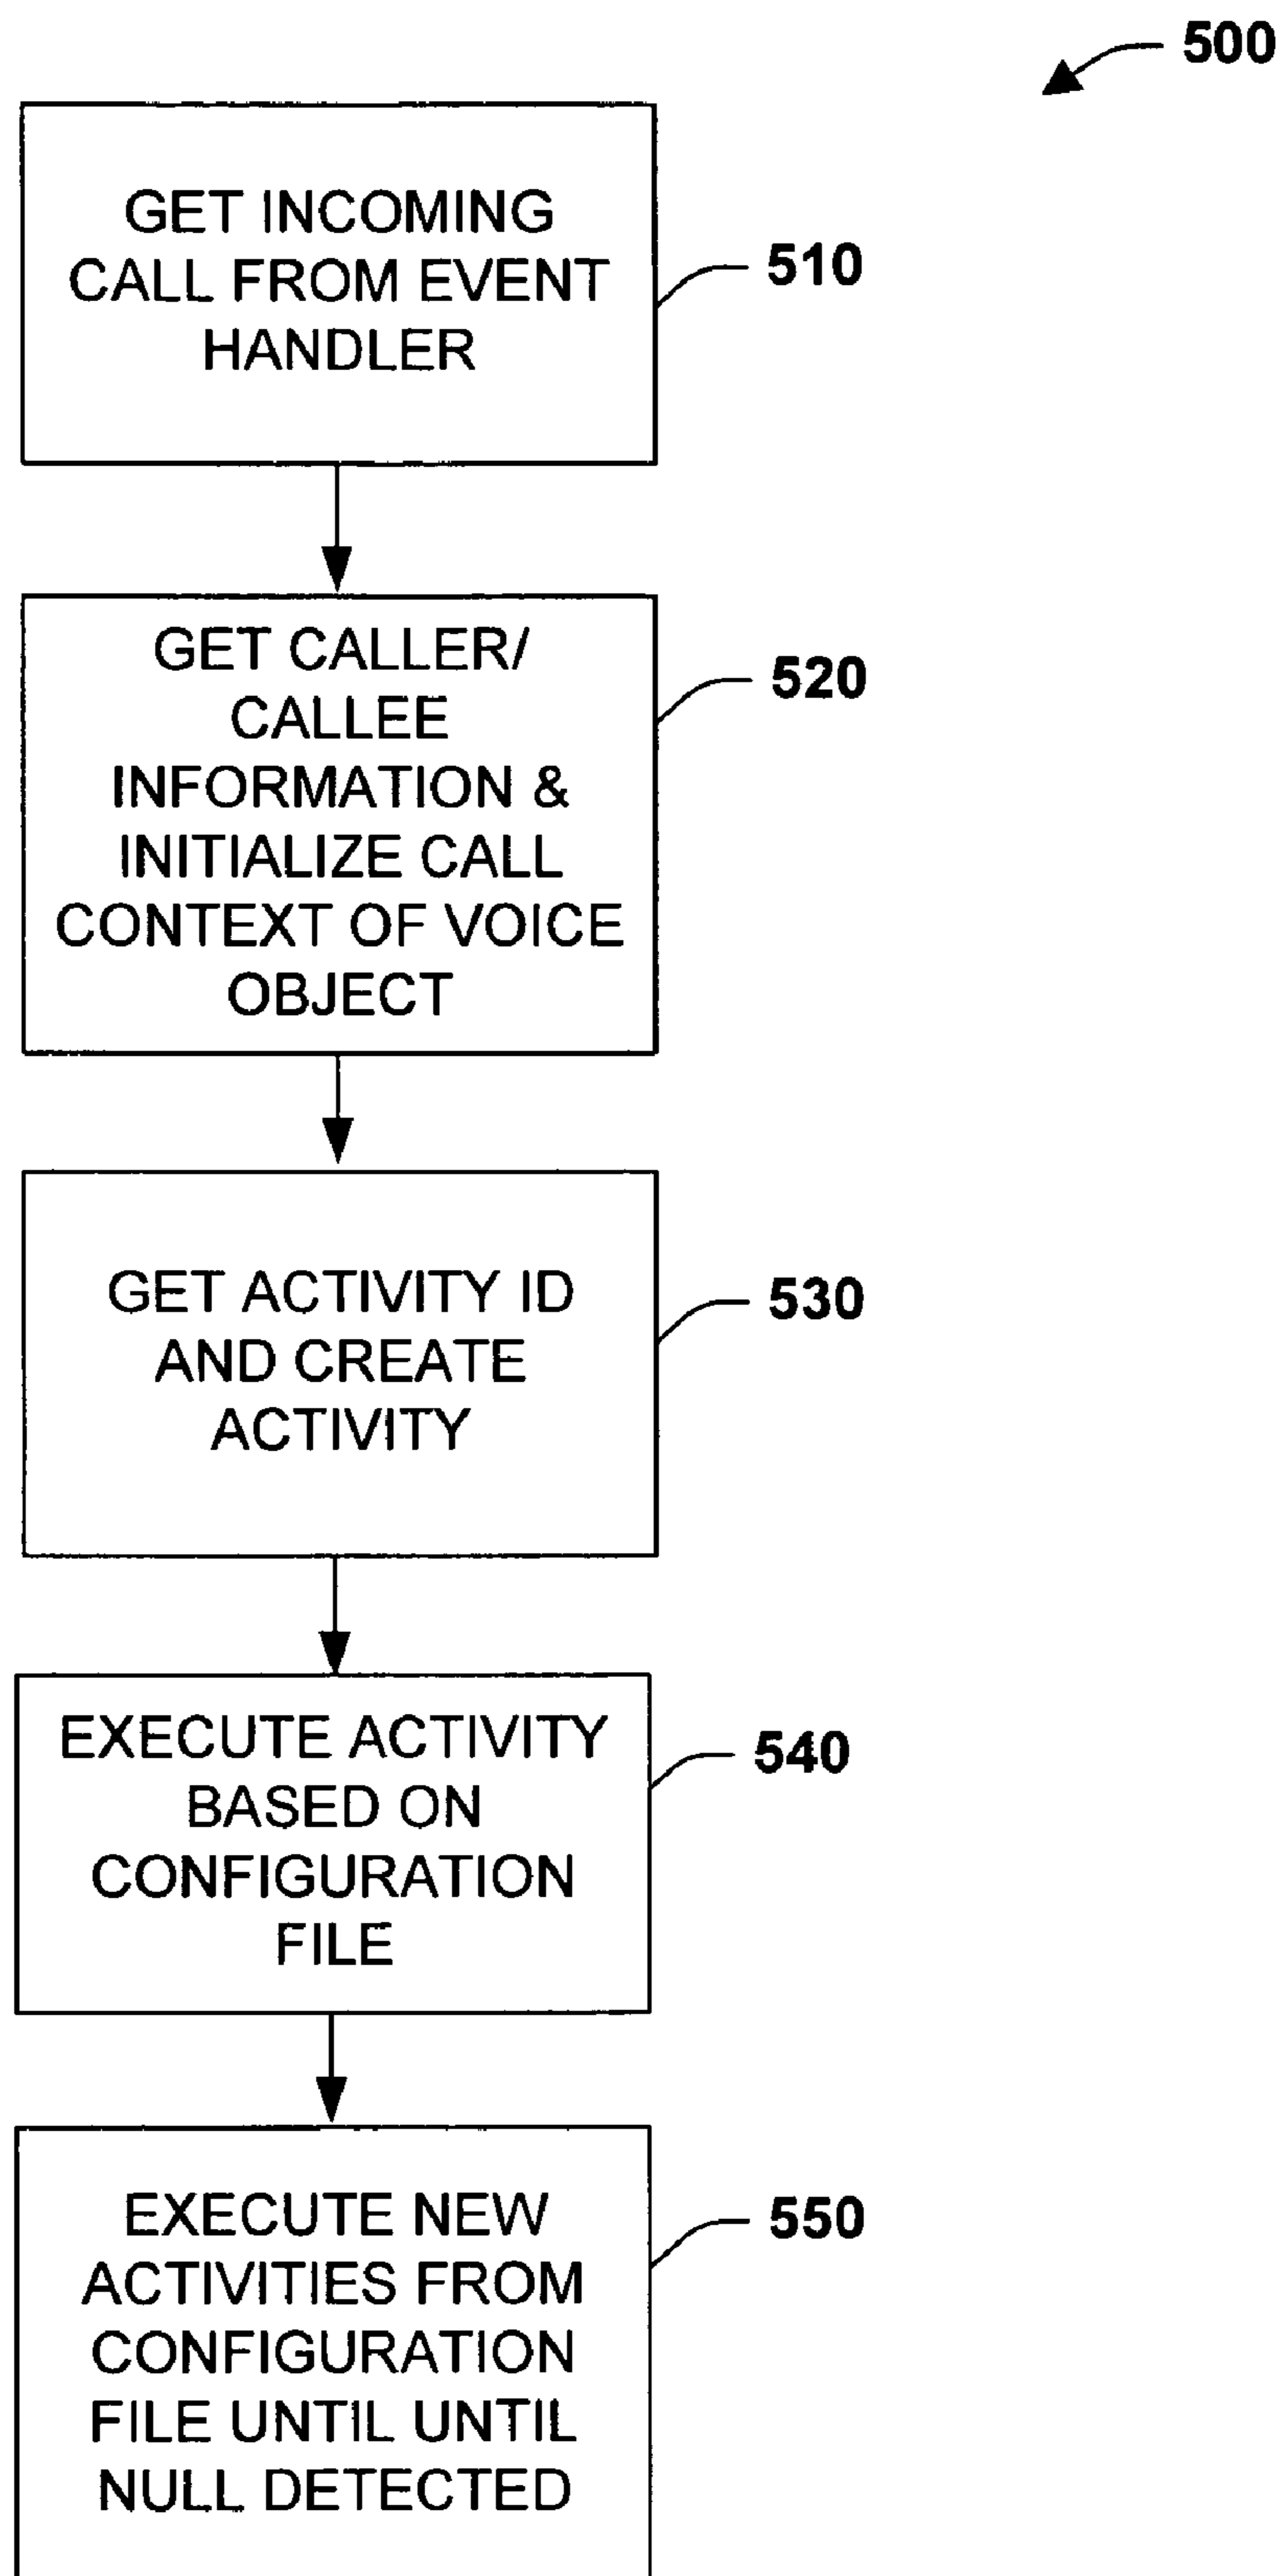 500
GET INCOMING
CALL FROM EVENT
HANDLER
510
GET CALLER/
CALLEE
INFORMATION &
INITIALIZE CALL
CONTEXT OF VOICE
OBJECT
520
GET ACTIVITY ID
AND CREATE
ACTIVITY
530
EXECUTE ACTIVITY
BASED ON
CONFIGURATION
FILE
540
EXECUTE NEW
ACTIVITIES FROM
CONFIGURATION
FILE UNTIL UNTIL
NULL DETECTED
550